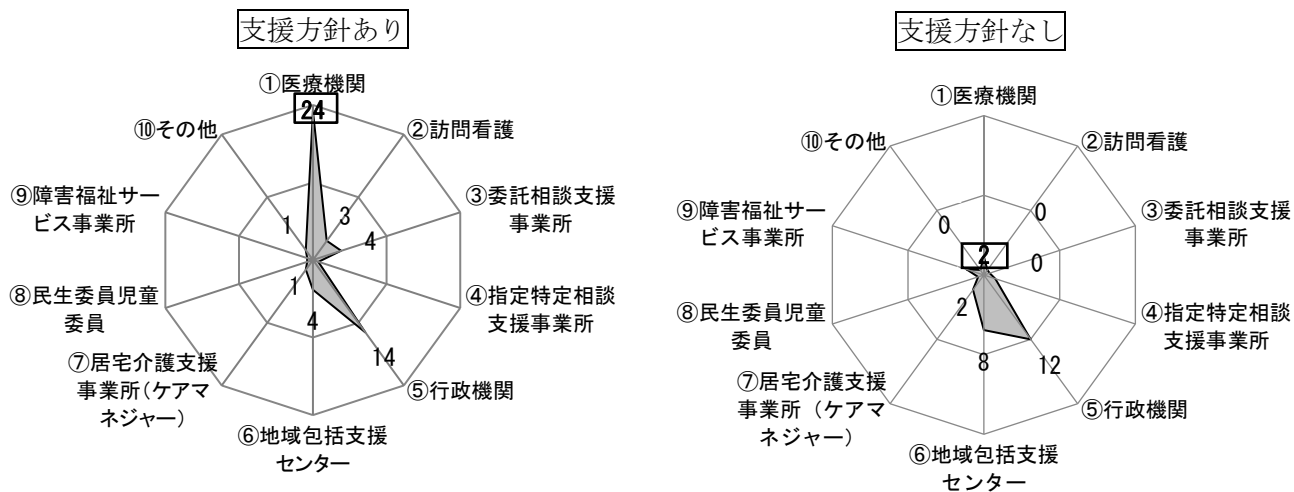 支援方針あり
①医療機関
24
⑩その他
②訪問看護
⑨障害福祉サー
ビス事業所
③委託相談支援
事業所
1
3
4
⑧民生委員児童
委員
④指定特定相談
支援事業所
1
4
14
⑦居宅介護支援
事業所(ケアマ
ネジャー)
⑤行政機関
⑥地域包括支援
センター
支援方針なし
①医療機関
⑩その他
②訪問看護
⑨障害福祉サー
ビス事業所
③委託相談支援
事業所
0
0
2
0
⑧民生委員児童
委員
④指定特定相談
支援事業所
2
8
12
⑦居宅介護支援
事業所（ケアマ
ネジャー）
⑤行政機関
⑥地域包括支援
センター